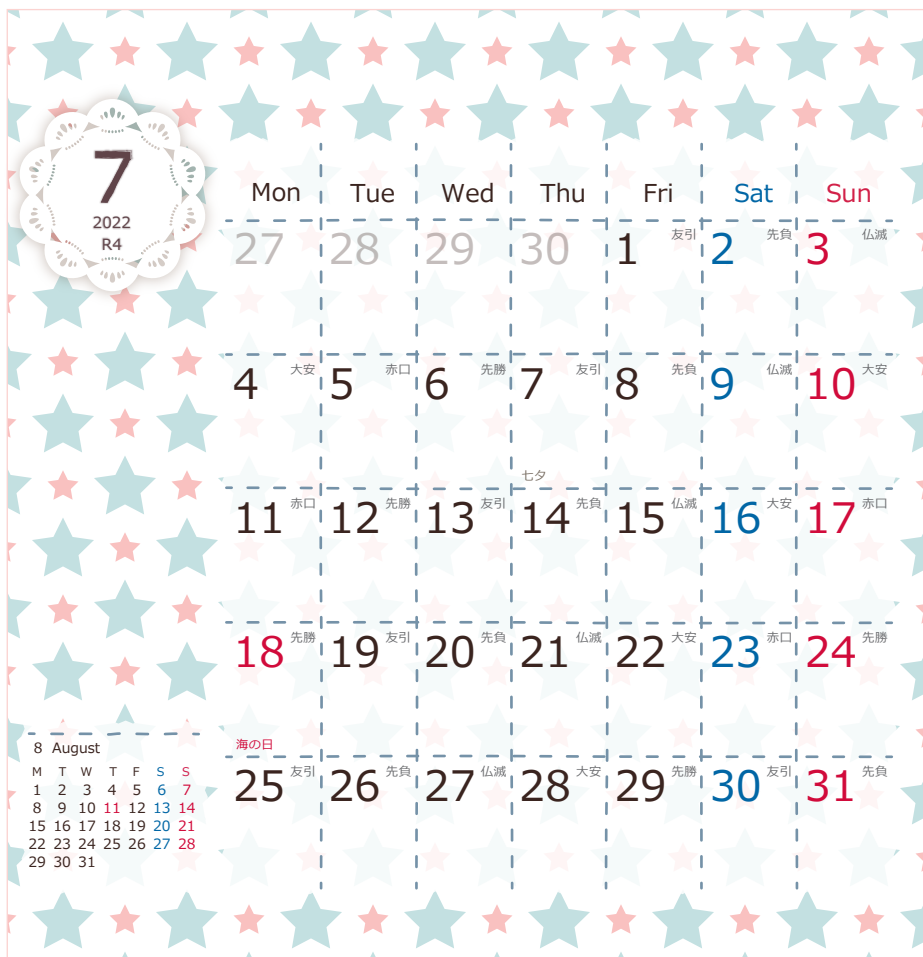 7
2022
R4
Mon Tue Wed Thu Fri Sat Sun
27 28 29 30 1 友引 2 先負 3 仏滅
4 大安 5 赤口 6 先勝 7 友引 8 先負 9 仏滅 10 大安
七夕
11 赤口 12 先勝 13 友引 14 先負 15 仏滅 16 大安 17 赤口
18 先勝 19 友引 20 先負 21 仏滅 22 大安 23 赤口 24 先勝
海の日
25 友引 26 先負 27 仏滅 28 大安 29 先勝 30 友引 31 先負
8 August
M T W T F S S
1 2 3 4 5 6 7
8 9 10 11 12 13 14
15 16 17 18 19 20 21
22 23 24 25 26 27 28
29 30 31